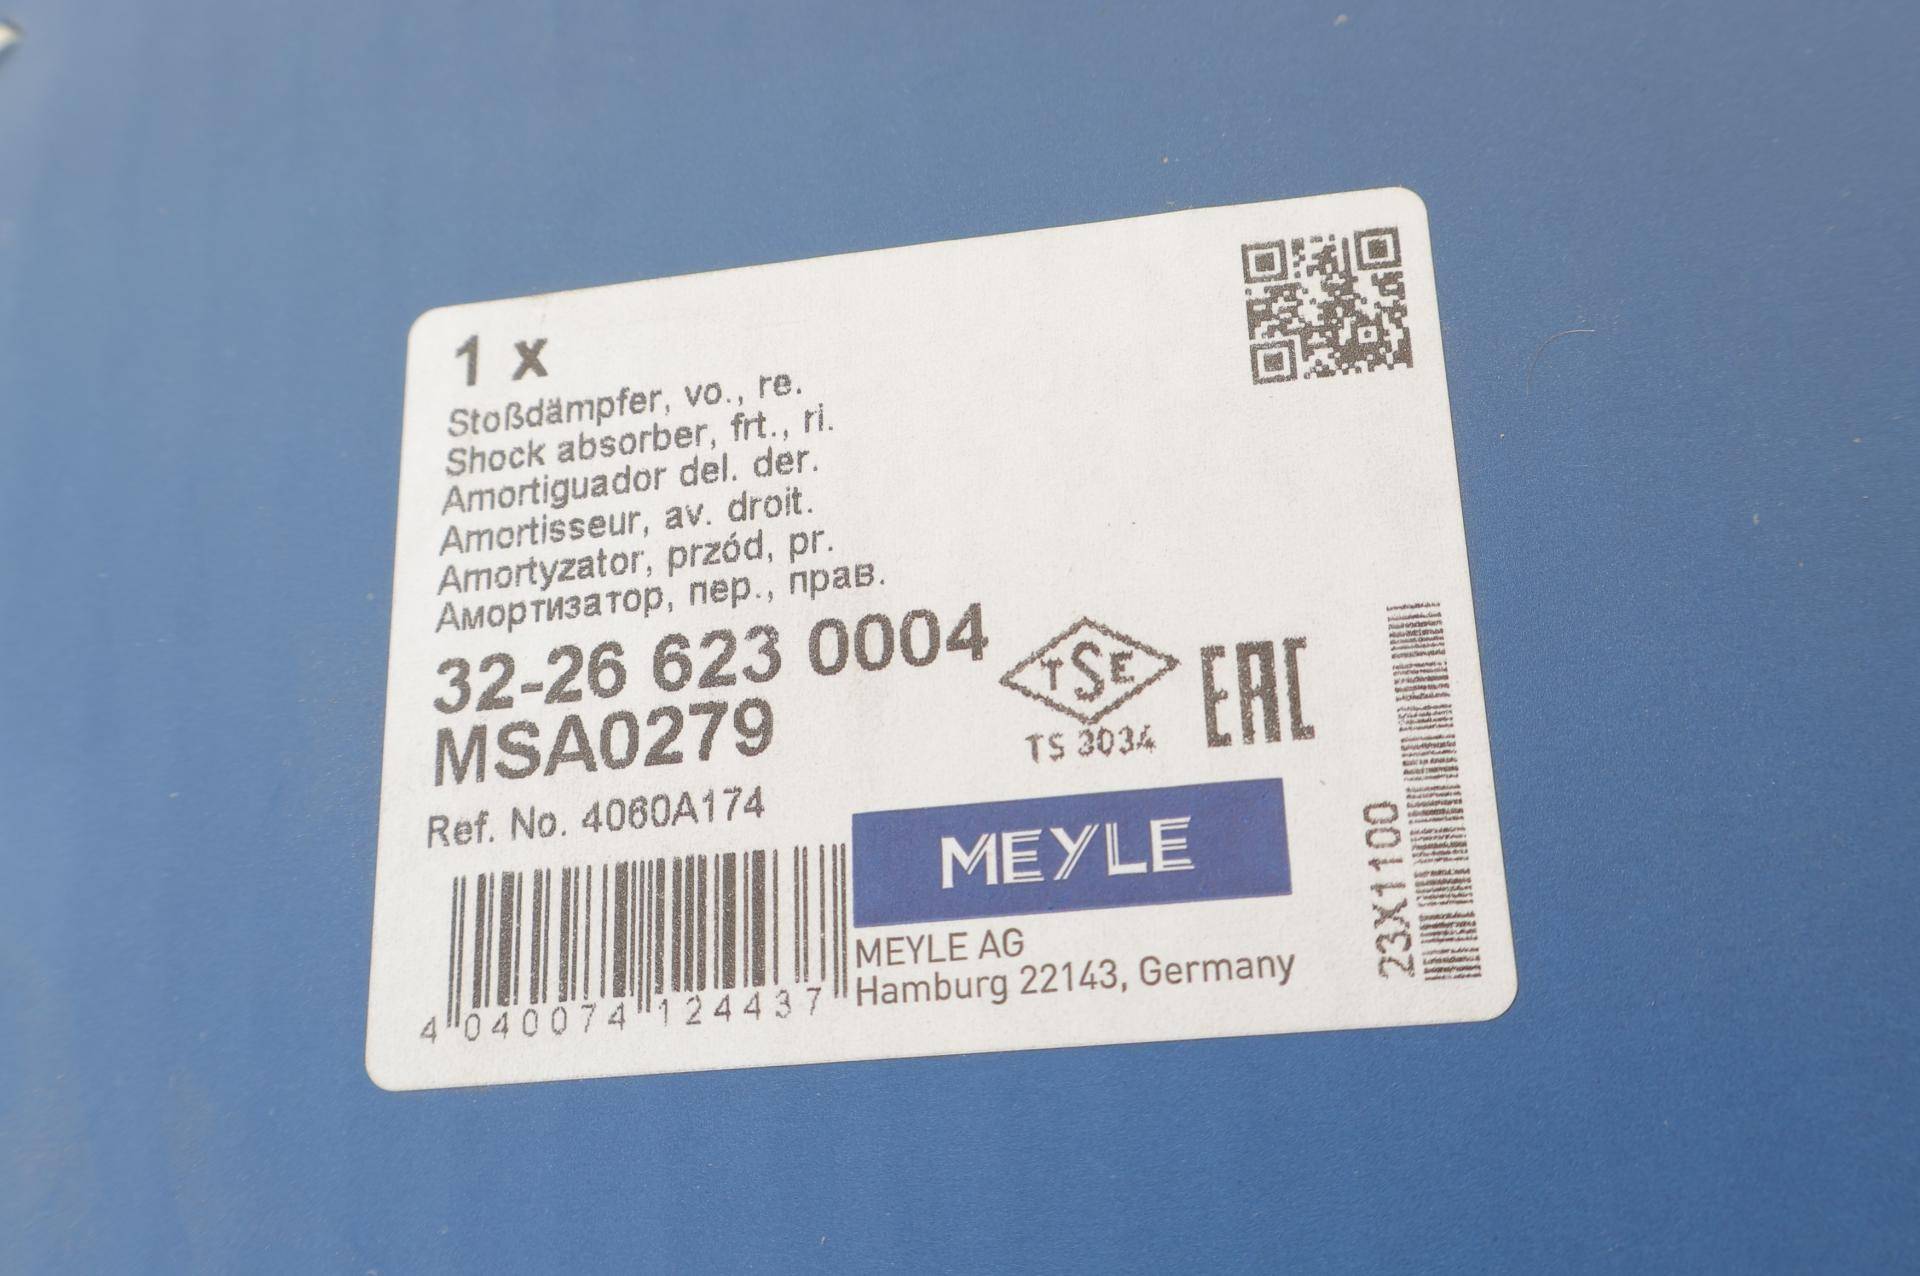 1 x
Stoßdämpfer, vo., re.
Shock absorber, frt., ri.
Amortiguador del. der.
Amortisseur, av. droit.
Amortyzator, przód, pr.
Амортизатор, пер., прав.
32-26 623 0004
MSA0279
TSE
TS 3034
EAC
Ref. No. 4060A174
MEYLE
MEYLE AG
Hamburg 22143, Germany
4 040074 124437
23X1100